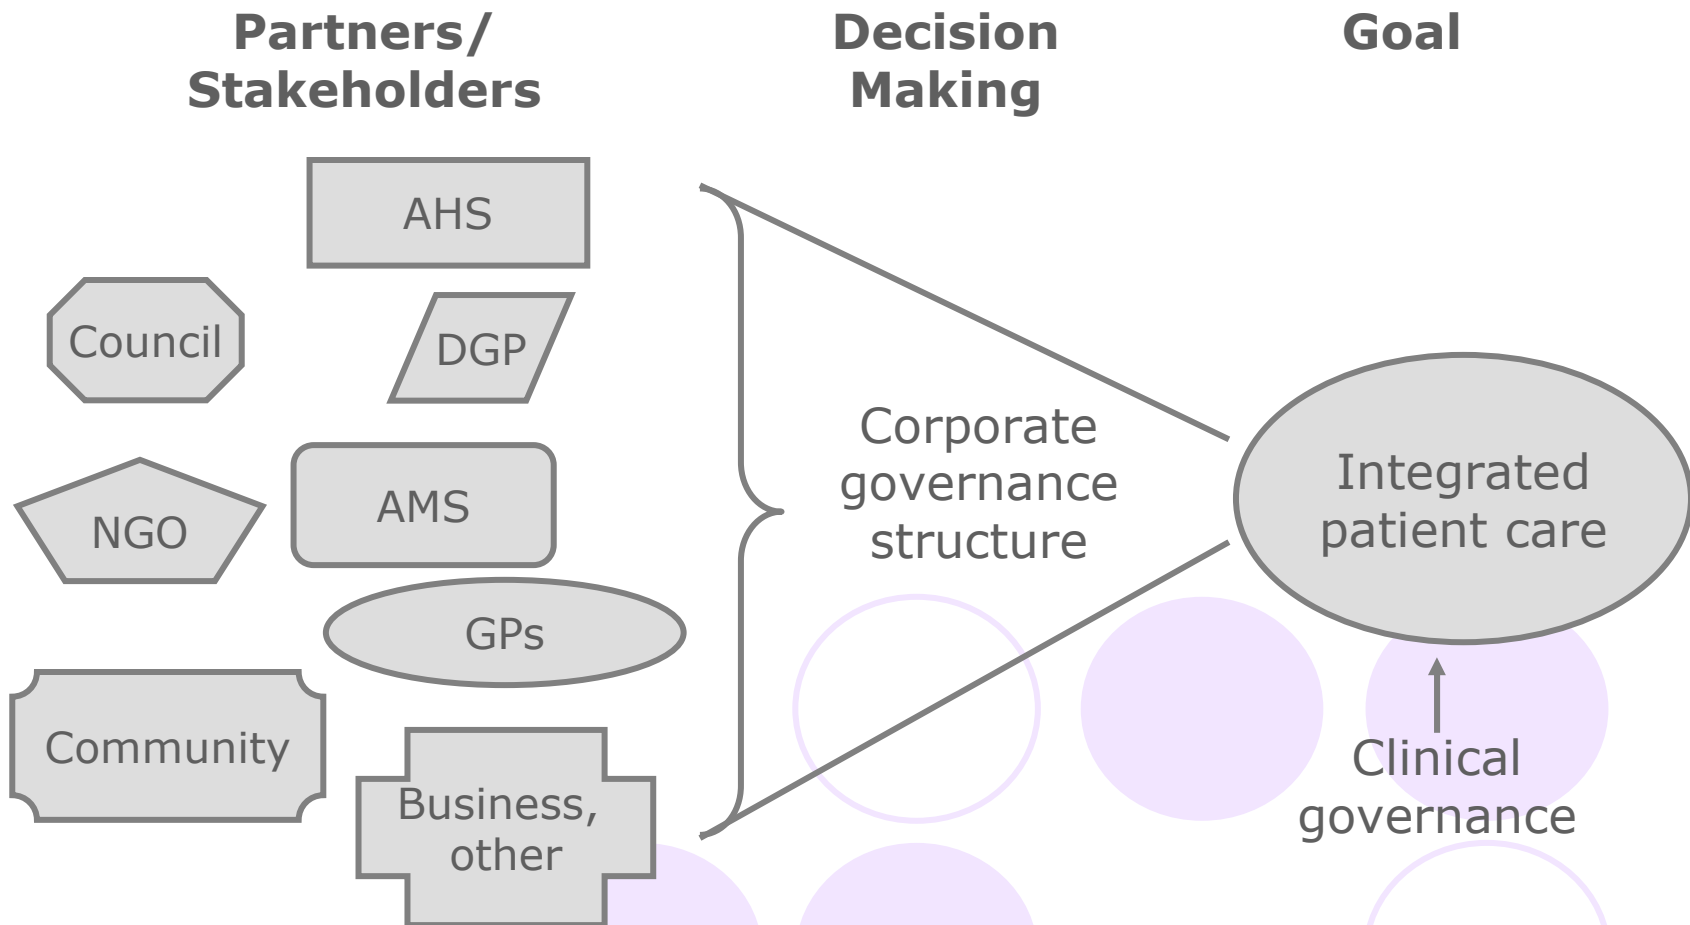 Partners/
Stakeholders
Decision
Making
Goal
AHS
Council
DGP
NGO
AMS
GPs
Community
Business,
other
Corporate
governance
structure
Integrated
patient care
Clinical
governance